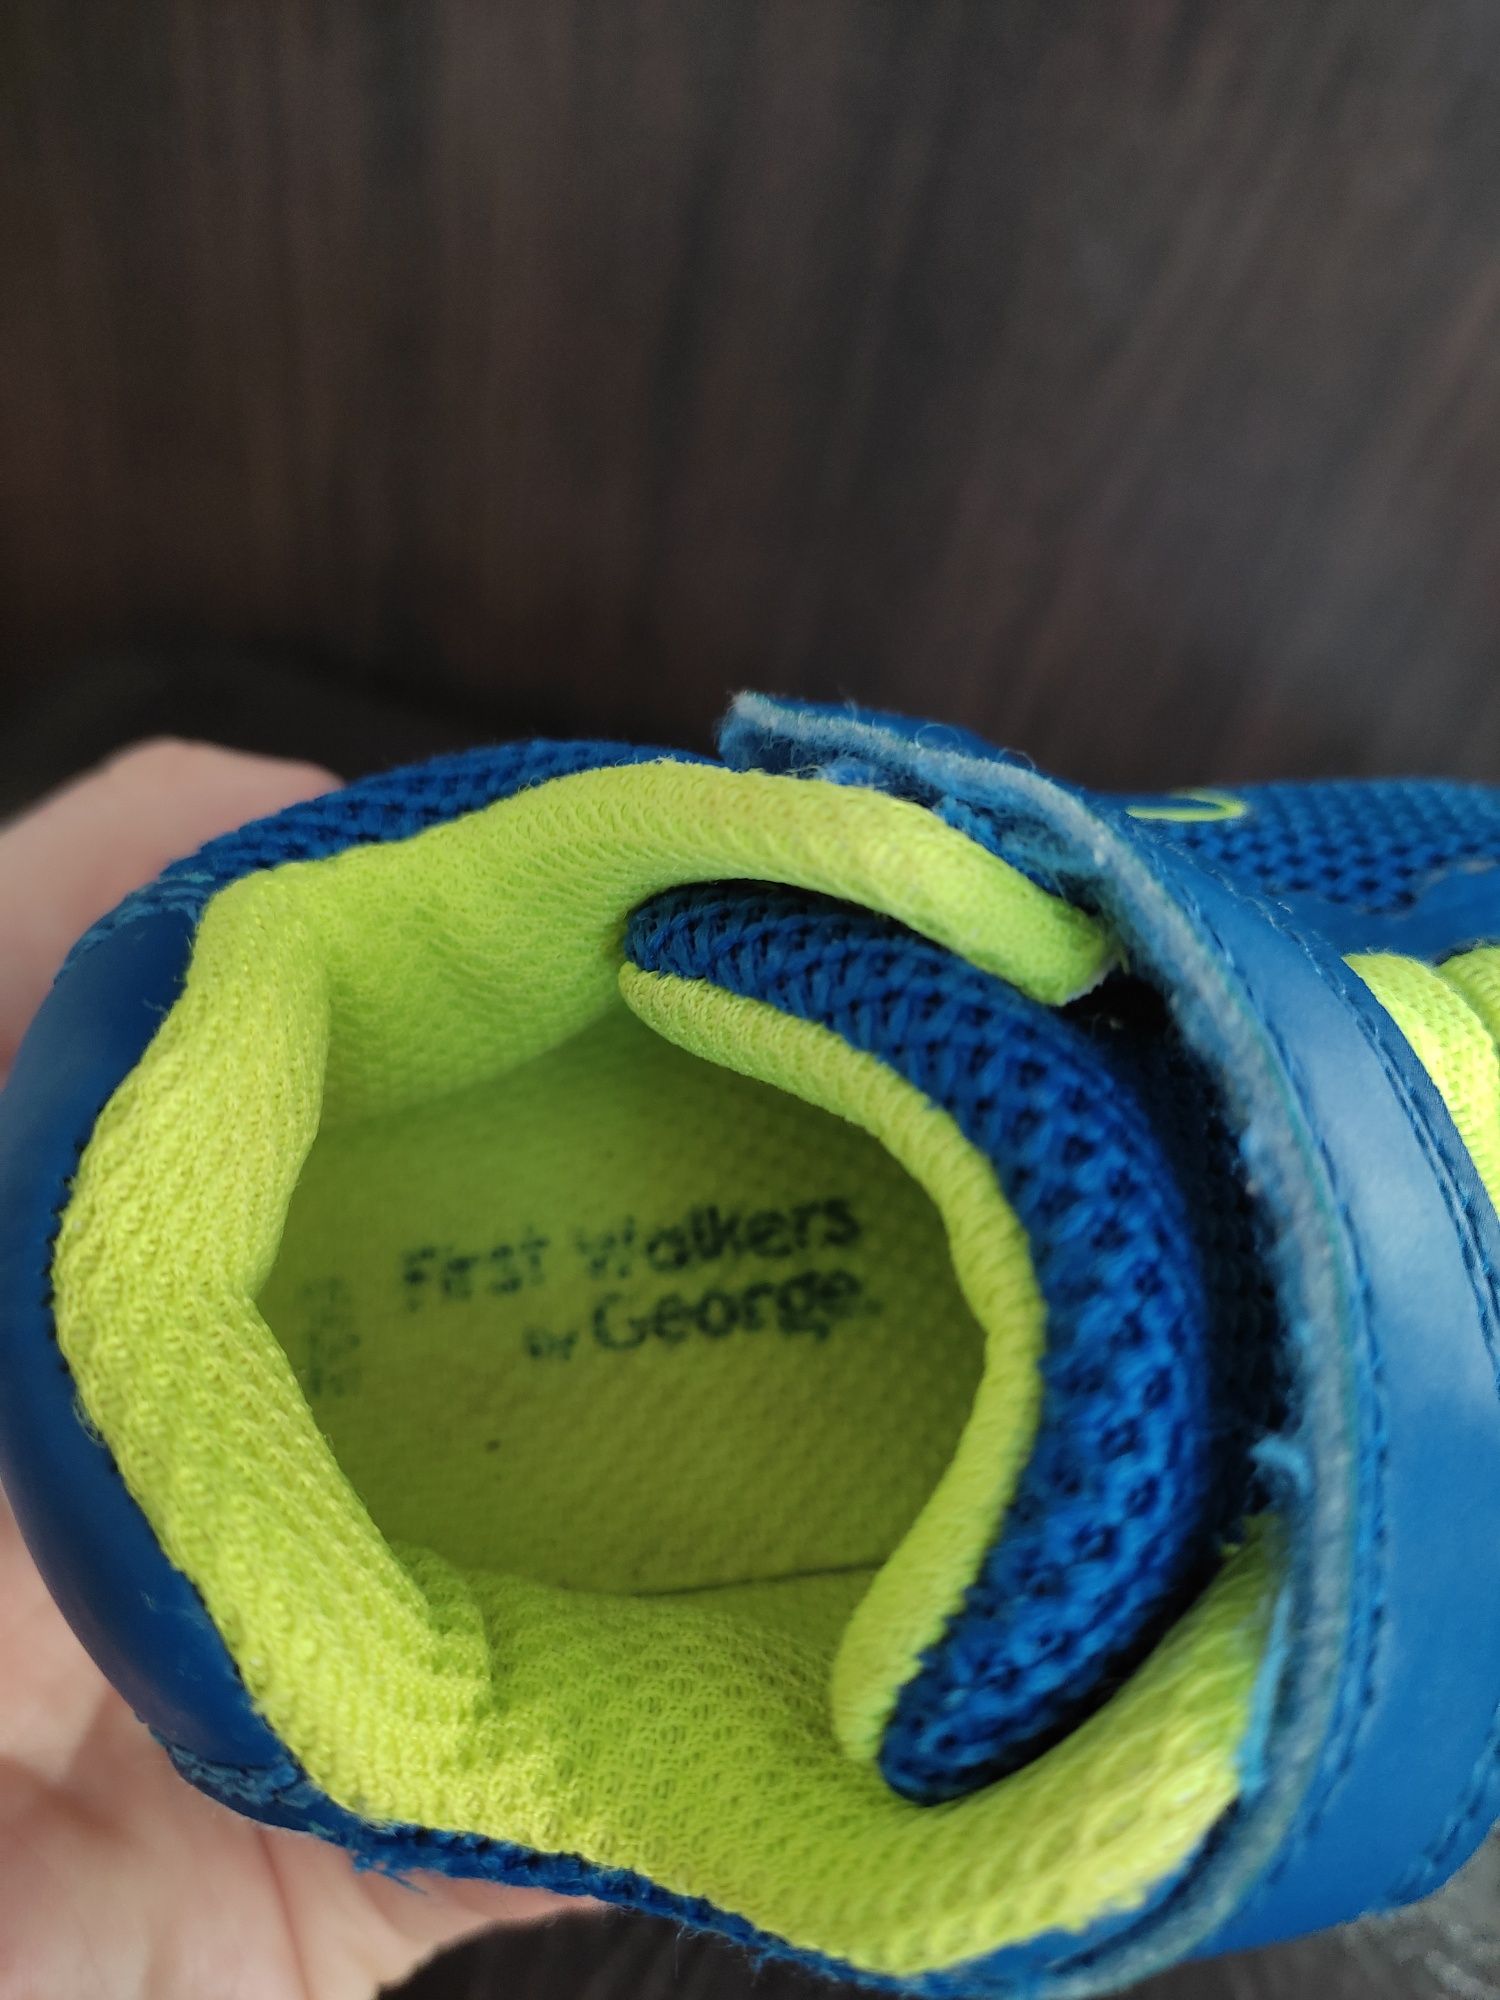 First Walkers
by George.